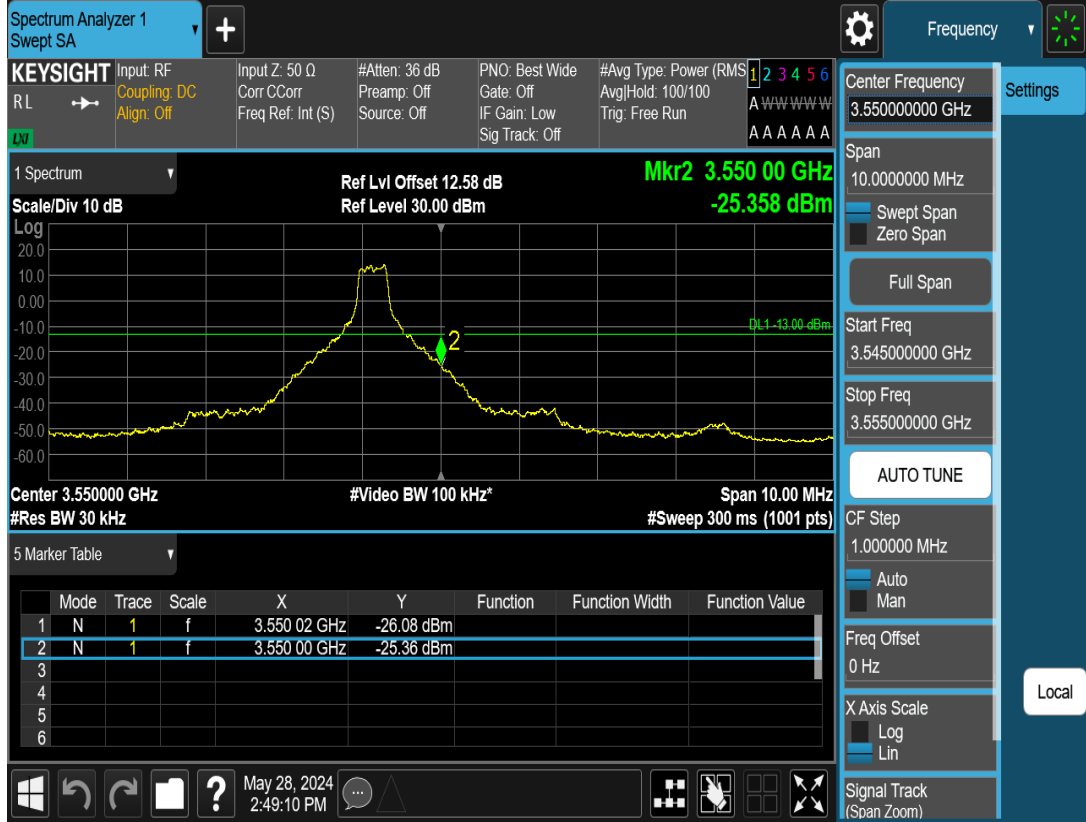 Spectrum Analyzer 1
Swept SA
+
Frequency
KEYSIGHT
RL
LXI
Input: RF
Coupling: DC
Align: Off
Input Z: 50 Ω
Corr CCorr
Freq Ref: Int (S)
#Atten: 36 dB
Preamp: Off
Source: Off
PNO: Best Wide
Gate: Off
IF Gain: Low
Sig Track: Off
#Avg Type: Power (RMS
Avg|Hold: 100/100
Trig: Free Run
1 2 3 4 5 6
A W W W W W
A A A A A A
1 Spectrum
Scale/Div 10 dB
Ref Lvl Offset 12.58 dB
Ref Level 30.00 dBm
Mkr2 3.550 00 GHz
-25.358 dBm
Log
20.0
10.0
0.00
-10.0
-20.0
-30.0
-40.0
-50.0
-60.0
DL1 -13.00 dBm
2
Center 3.550000 GHz
#Video BW 100 kHz*
Span 10.00 MHz
#Res BW 30 kHz
#Sweep 300 ms (1001 pts)
5 Marker Table
Mode Trace Scale X Y Function Function Width Function Value
1 N 1 f 3.550 02 GHz -26.08 dBm
2 N 1 f 3.550 00 GHz -25.36 dBm
3
4
5
6
?
May 28, 2024
2:49:10 PM
Center Frequency
3.550000000 GHz
Settings
Span
10.0000000 MHz
Swept Span
Zero Span
Full Span
Start Freq
3.545000000 GHz
Stop Freq
3.555000000 GHz
AUTO TUNE
CF Step
1.000000 MHz
Auto
Man
Freq Offset
0 Hz
Local
X Axis Scale
Log
Lin
Signal Track
(Span Zoom)